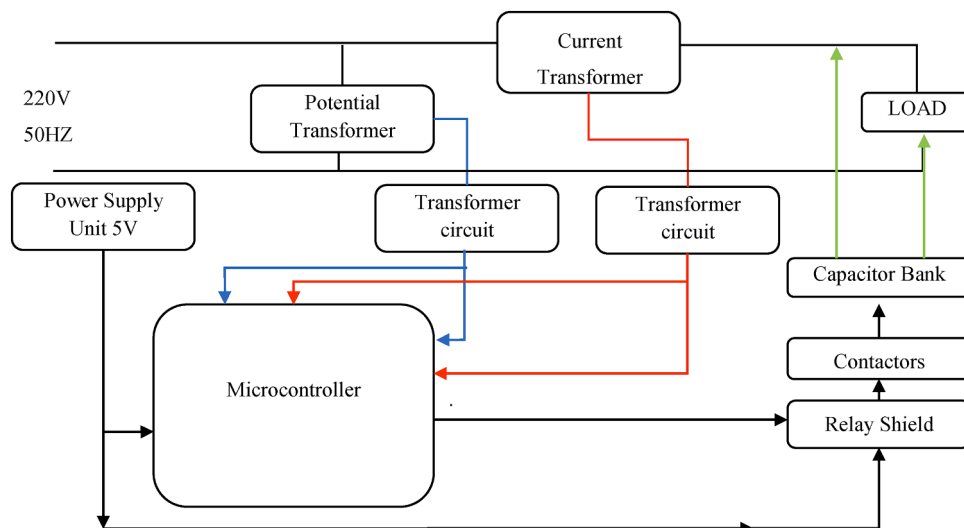 Current
Transformer
220V
50HZ
Potential
Transformer
LOAD
Power Supply
Unit 5V
Transformer
circuit
Transformer
circuit
Capacitor Bank
Contactors
Microcontroller
Relay Shield